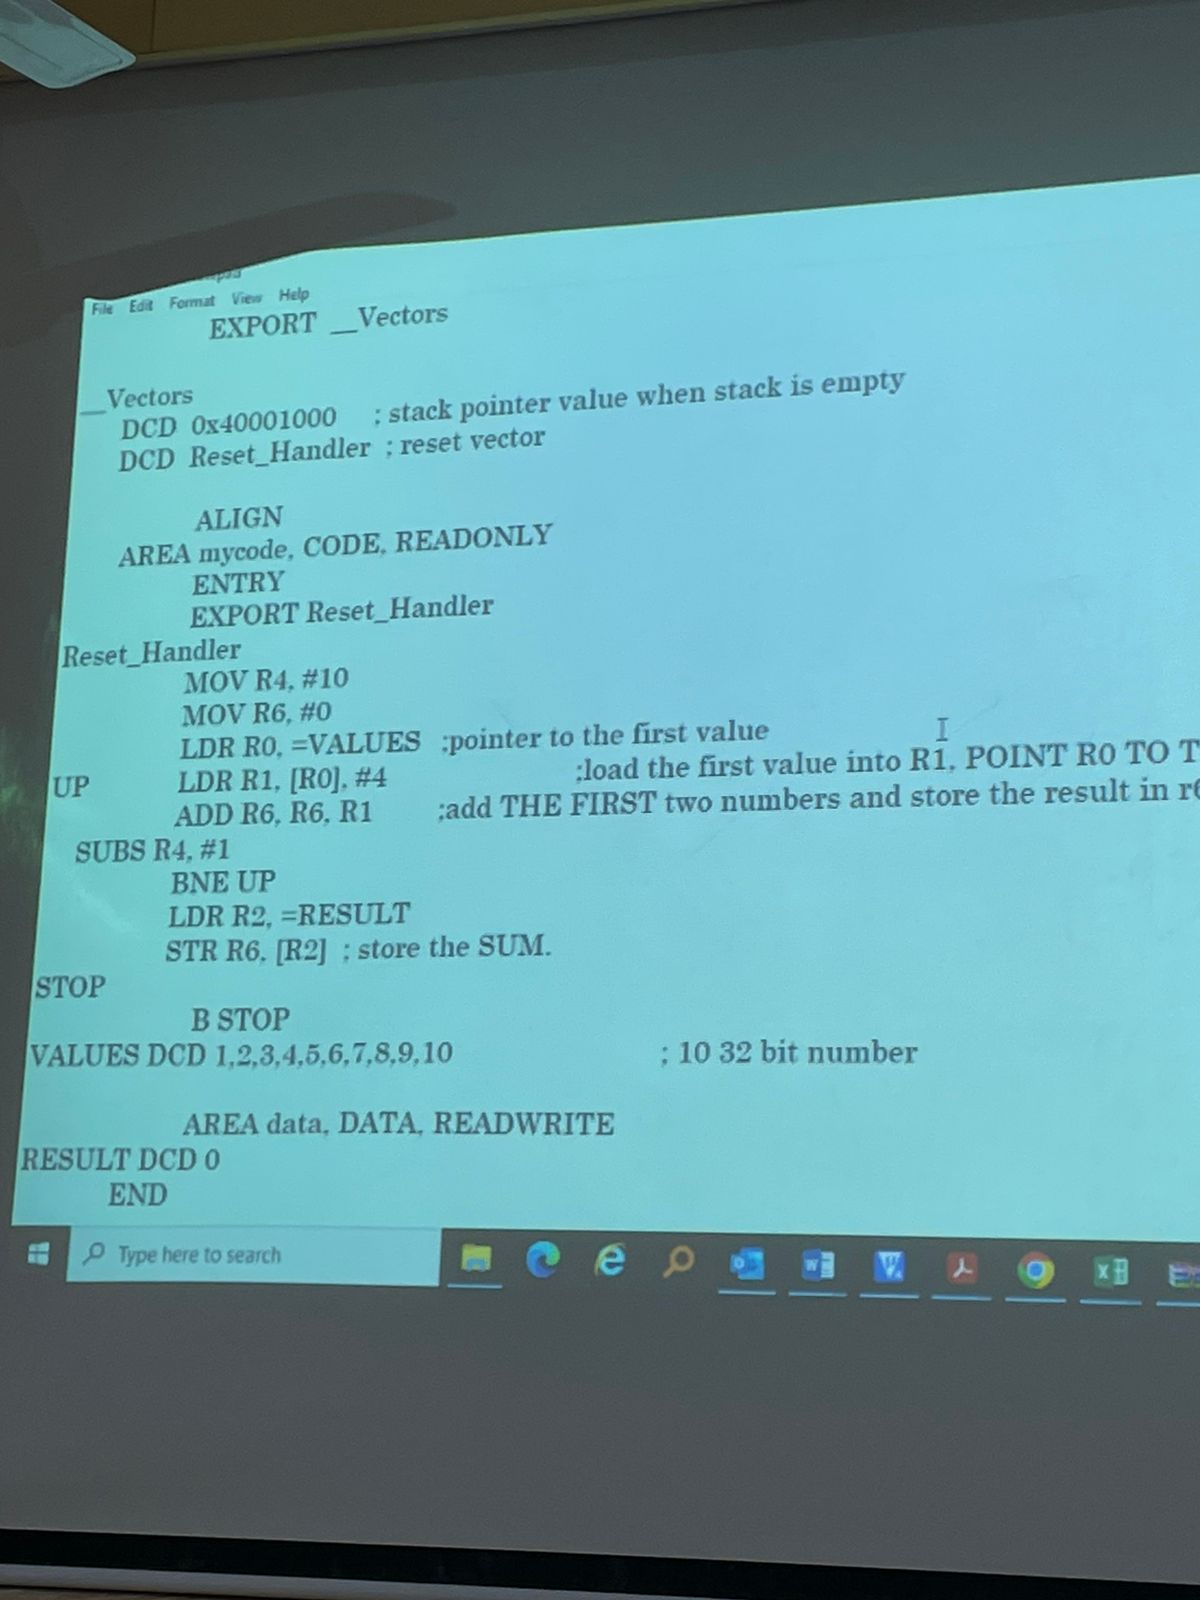 File Edit Format View Help
EXPORT __Vectors
__Vectors
DCD 0x40001000 ; stack pointer value when stack is empty
DCD Reset_Handler ; reset vector
ALIGN
AREA mycode, CODE, READONLY
ENTRY
EXPORT Reset_Handler
Reset_Handler
MOV R4, #10
MOV R6, #0
LDR R0, =VALUES ;pointer to the first value
UP LDR R1, [R0], #4 ;load the first value into R1, POINT R0 TO T
ADD R6, R6, R1 ;add THE FIRST two numbers and store the result in r6
SUBS R4, #1
BNE UP
LDR R2, =RESULT
STR R6, [R2] ; store the SUM.
STOP
B STOP
VALUES DCD 1,2,3,4,5,6,7,8,9,10 ; 10 32 bit number
AREA data, DATA, READWRITE
RESULT DCD 0
END
Type here to search